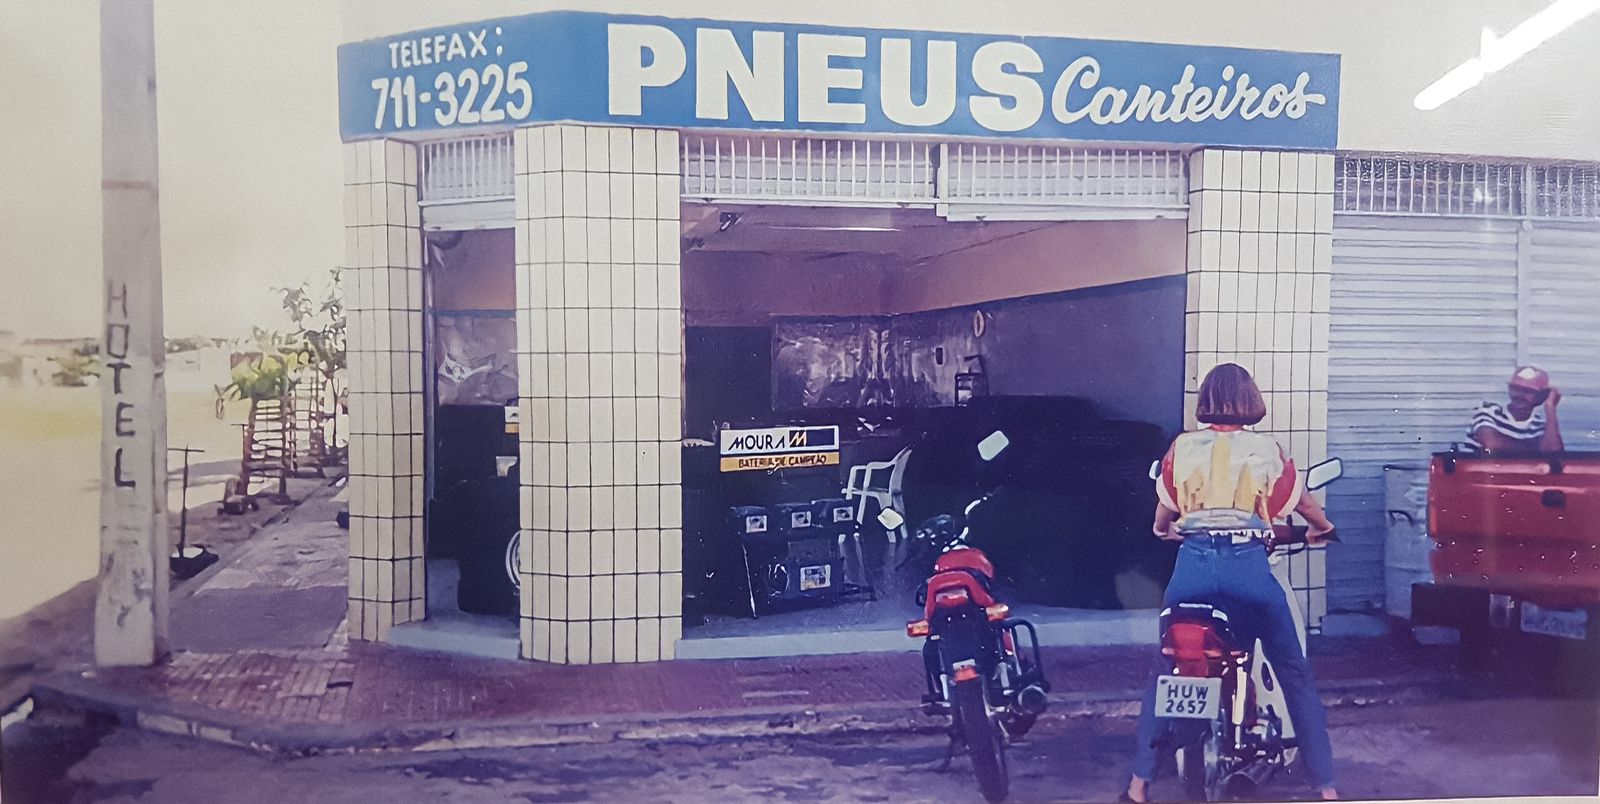 TELEFAX:
711-3225
PNEUS Canteiros
HOTEL
MOURA
BATERIA DE CAMPEÃO
HUW
2657